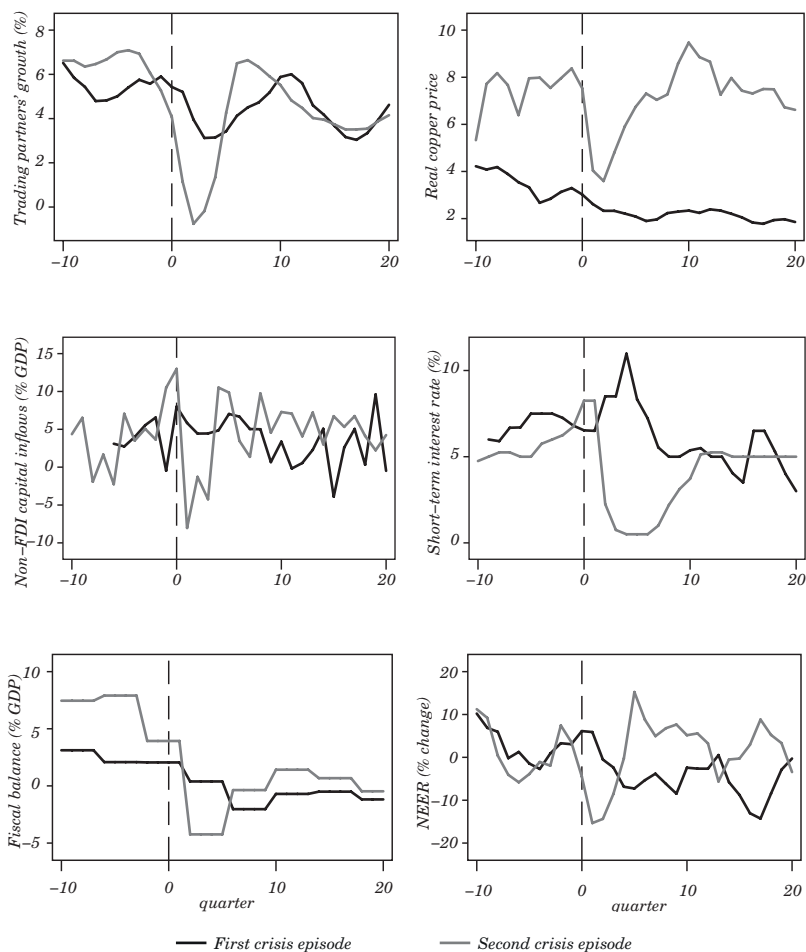 Trading partners' growth (%)
8
6
4
2
0
−10 0 10 20
Real copper price
10
8
6
4
2
−10 0 10 20
Non−FDI capital inflows (% GDP)
15
10
5
0
−5
−10
−10 0 10 20
Short−term interest rate (%)
10
5
0
−10 0 10 20
Fiscal balance (% GDP)
10
5
0
−5
−10 0 10 20
quarter
NEER (% change)
20
10
0
−10
−20
−10 0 10 20
quarter
First crisis episode Second crisis episode